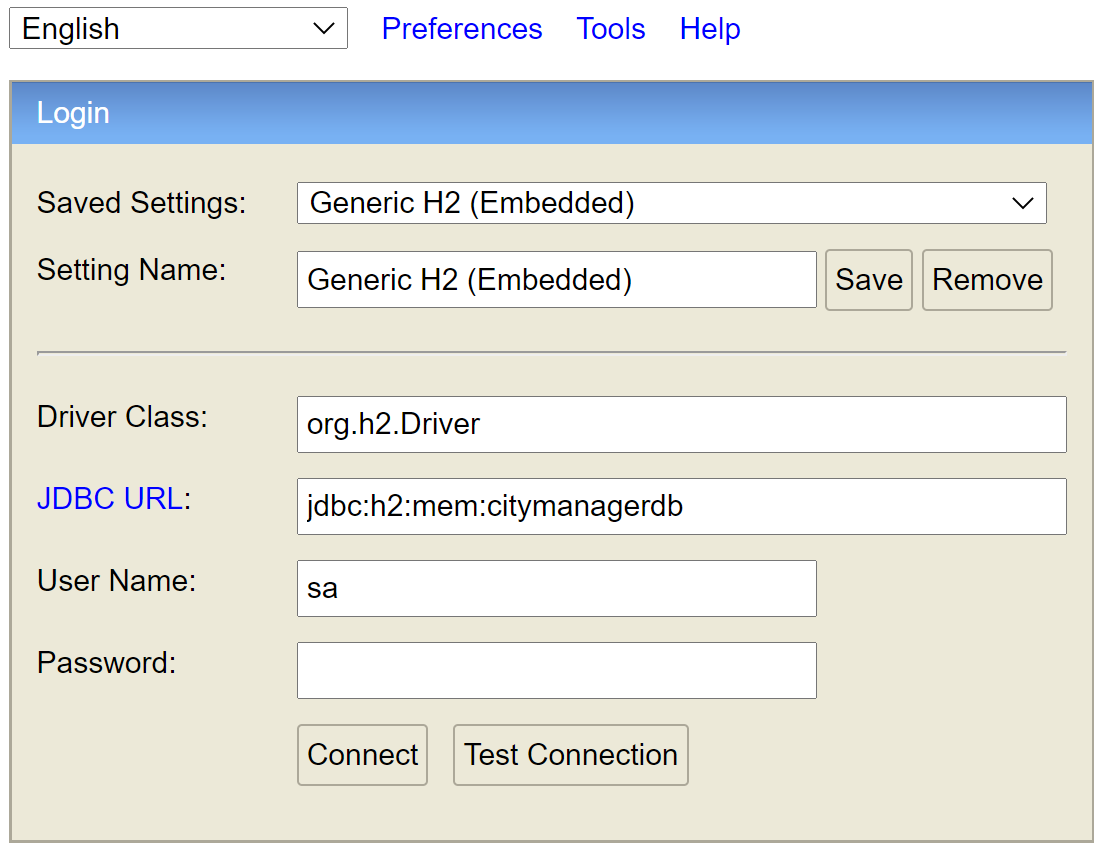 English Preferences Tools Help
Login
Saved Settings: Generic H2 (Embedded)
Setting Name: Generic H2 (Embedded) Save Remove
Driver Class: org.h2.Driver
JDBC URL: jdbc:h2:mem:citymanagerdb
User Name: sa
Password:
Connect Test Connection